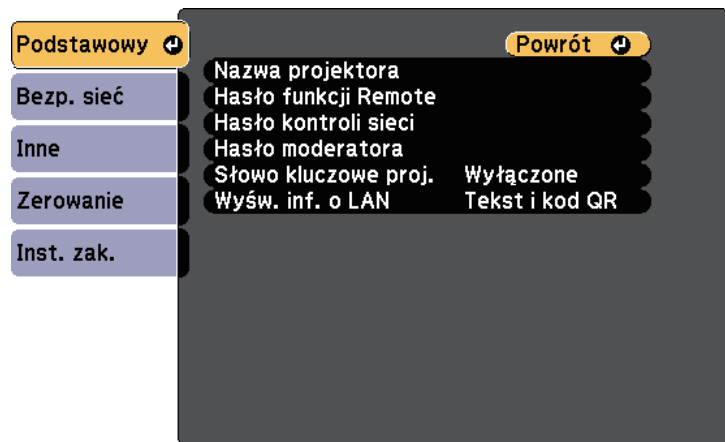 Podstawowy
Bezp. sieć
Inne
Zerowanie
Inst. zak.
Powrót
Nazwa projektora
Hasło funkcji Remote
Hasło kontroli sieci
Hasło moderatora
Słowo kluczowe proj. Wyłączone
Wyśw. inf. o LAN Tekst i kod QR